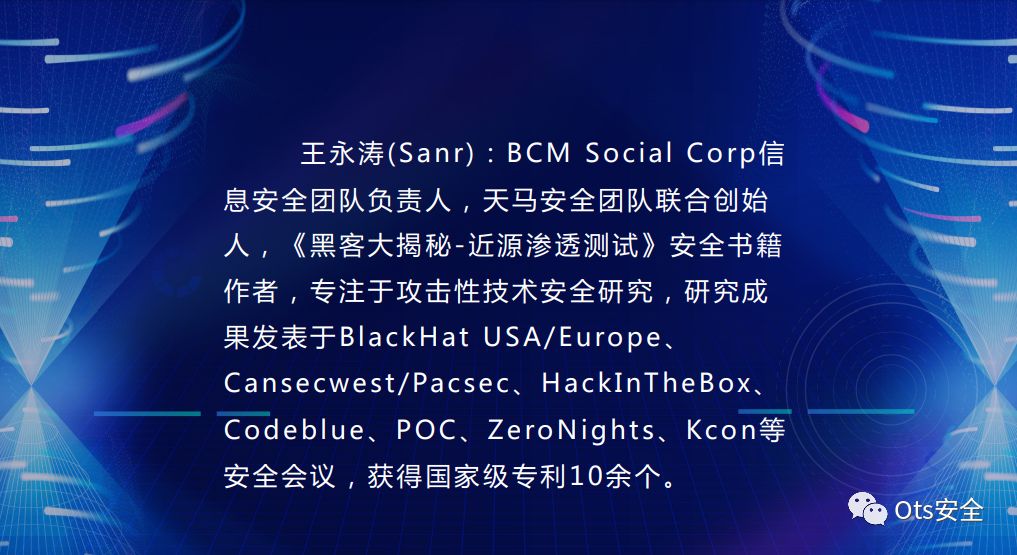 王永涛(Sanr)：BCM Social Corp信
息安全团队负责人，天马安全团队联合创始
人，《黑客大揭秘-近源渗透测试》安全书籍
作者，专注于攻击性技术安全研究，研究成
果发表于BlackHat USA/Europe、
Cansecwest/Pacsec、HackInTheBox、
Codeblue、POC、ZeroNights、Kcon等
安全会议，获得国家级专利10余个。
Ots安全